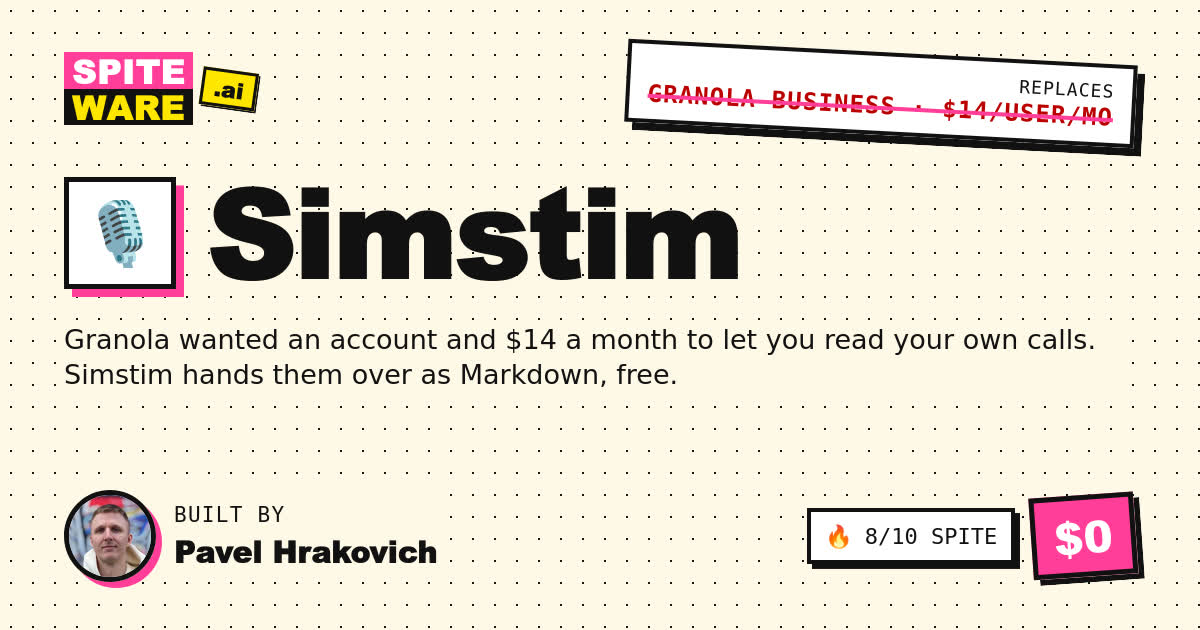 SPITE
WARE
.ai
REPLACES
GRANOLA BUSINESS · $14/USER/MO
Simstim
Granola wanted an account and $14 a month to let you read your own calls.
Simstim hands them over as Markdown, free.
BUILT BY
Pavel Hrakovich
🔥 8/10 SPITE
$0